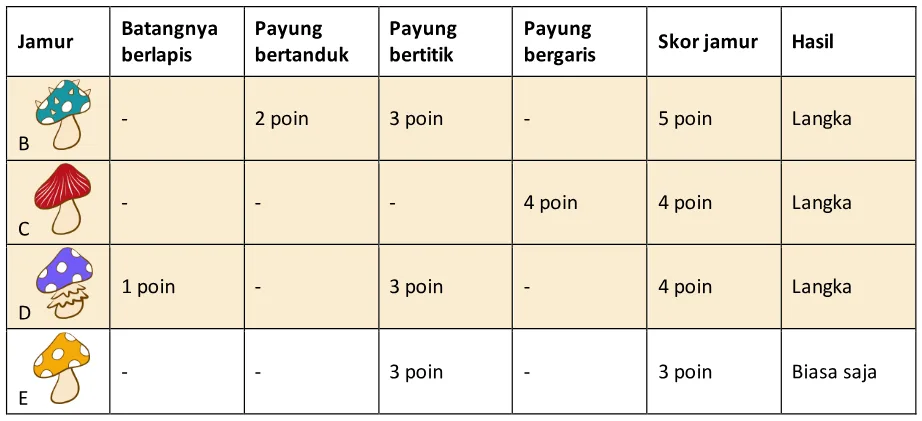 Jamur Batangnya berlapis Payung bertanduk Payung bertitik Payung bergaris Skor jamur Hasil
B - 2 poin 3 poin - 5 poin Langka
C - - - 4 poin 4 poin Langka
D 1 poin - 3 poin - 4 poin Langka
E - - 3 poin - 3 poin Biasa saja